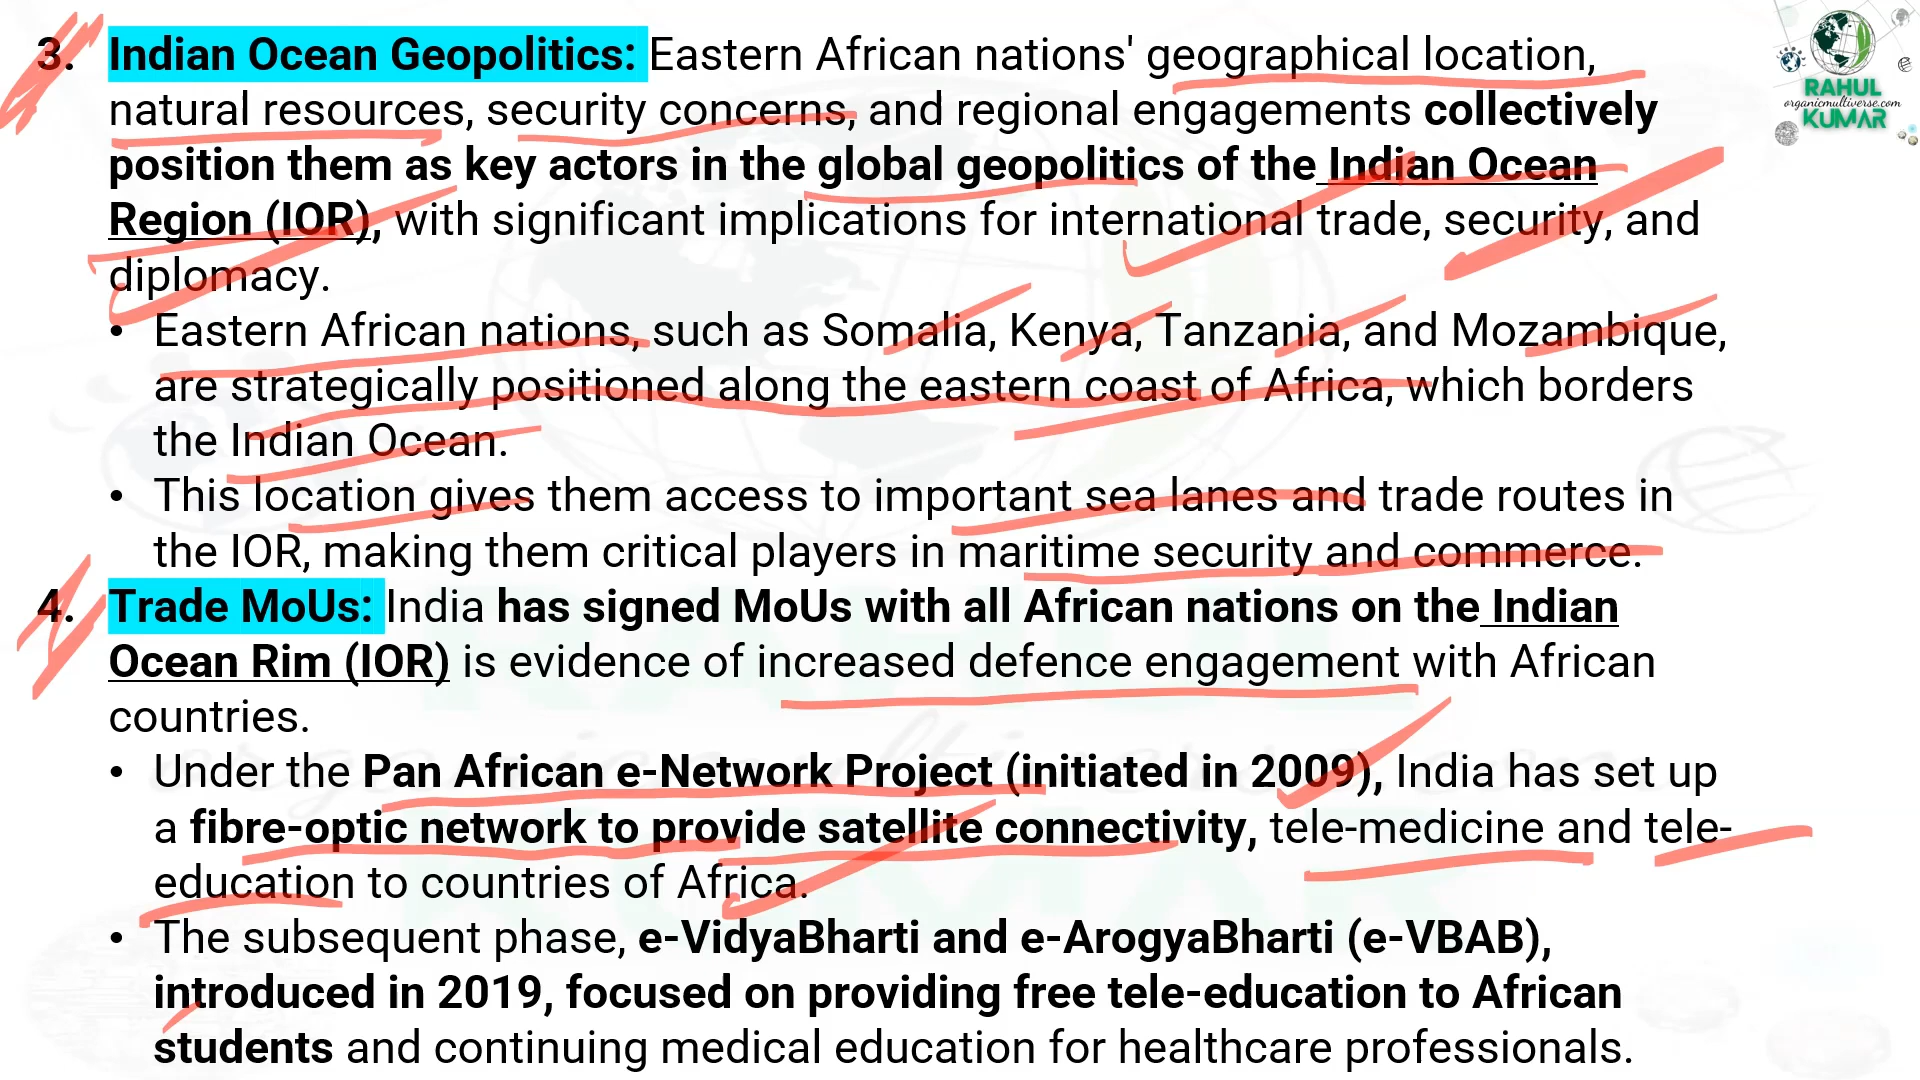 3. Indian Ocean Geopolitics: Eastern African nations' geographical location,
natural resources, security concerns, and regional engagements collectively
position them as key actors in the global geopolitics of the Indian Ocean
Region (IOR), with significant implications for international trade, security, and
diplomacy.
• Eastern African nations, such as Somalia, Kenya, Tanzania, and Mozambique,
are strategically positioned along the eastern coast of Africa, which borders
the Indian Ocean.
• This location gives them access to important sea lanes and trade routes in
the IOR, making them critical players in maritime security and commerce.
4. Trade MoUs: India has signed MoUs with all African nations on the Indian
Ocean Rim (IOR) is evidence of increased defence engagement with African
countries.
• Under the Pan African e-Network Project (initiated in 2009), India has set up
a fibre-optic network to provide satellite connectivity, tele-medicine and tele-
education to countries of Africa.
• The subsequent phase, e-VidyaBharti and e-ArogyaBharti (e-VBAB),
introduced in 2019, focused on providing free tele-education to African
students and continuing medical education for healthcare professionals.
RAHUL
organicmultiverse.com
KUMAR